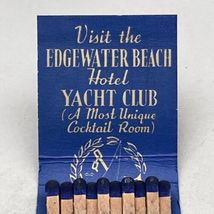 Visit the
EDGEWATER BEACH
Hotel
YACHT CLUB
(A Most Unique
Cocktail Room)